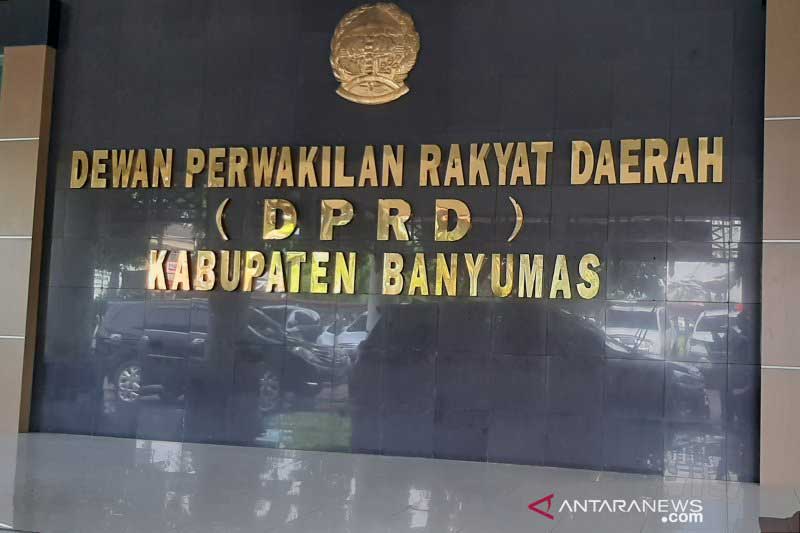 DEWAN PERWAKILAN RAKYAT DAERAH
( DPRD )
KABUPATEN BANYUMAS
ANTARANEWS
.com